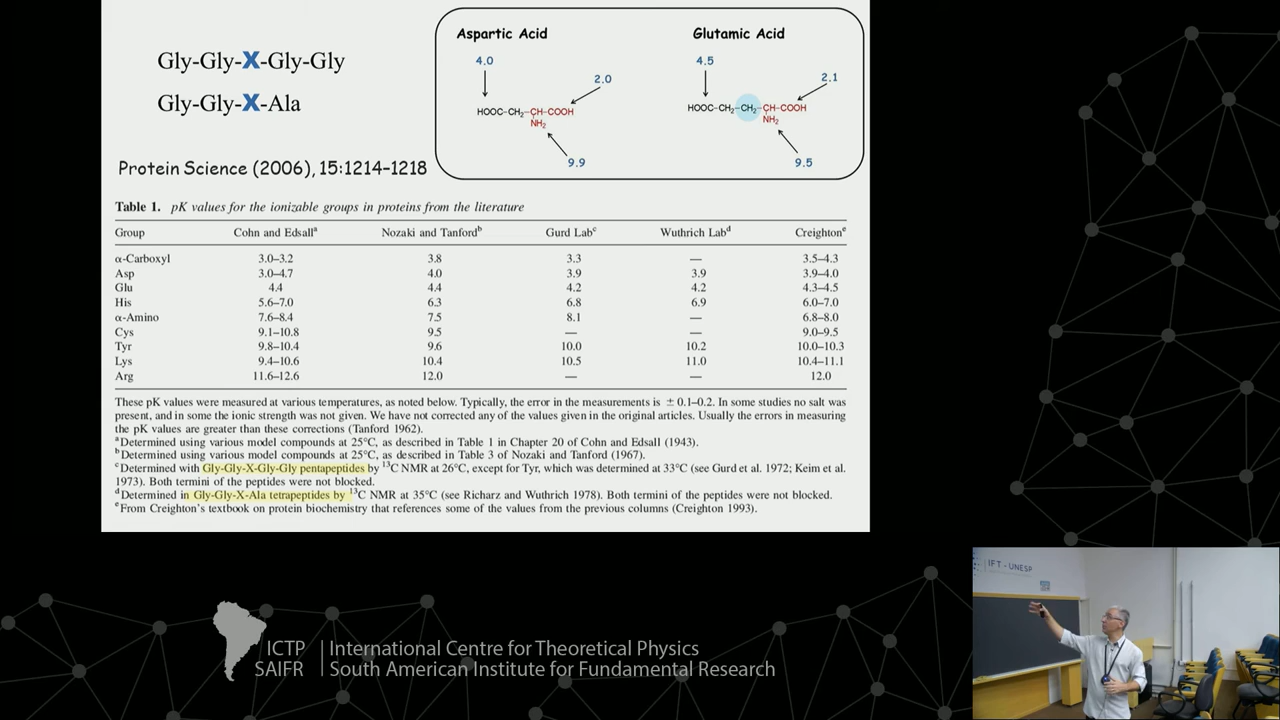 Gly-Gly-X-Gly-Gly
Gly-Gly-X-Ala
Protein Science (2006), 15:1214–1218
Aspartic Acid
4.0
2.0
HOOC-CH2-CH-COOH
NH2
9.9
Glutamic Acid
4.5
2.1
HOOC-CH2-CH2-CH-COOH
NH2
9.5
Table 1. pK values for the ionizable groups in proteins from the literature
Group Cohn and Edsallᵃ Nozaki and Tanfordᵇ Gurd Labᶜ Wuthrich Labᵈ Creightonᵉ
α-Carboxyl 3.0–3.2 3.8 3.3 — 3.5–4.3
Asp 3.0–4.7 4.0 3.9 3.9 3.9–4.0
Glu 4.4 4.4 4.2 4.2 4.3–4.5
His 5.6–7.0 6.3 6.8 6.9 6.0–7.0
α-Amino 7.6–8.4 7.5 8.1 — 6.8–8.0
Cys 9.1–10.8 9.5 — — 9.0–9.5
Tyr 9.8–10.4 9.6 10.0 10.2 10.0–10.3
Lys 9.4–10.6 10.4 10.5 11.0 10.4–11.1
Arg 11.6–12.6 12.0 — — 12.0
These pK values were measured at various temperatures, as noted below. Typically, the error in the measurements is ± 0.1–0.2. In some studies no salt was
present, and in some the ionic strength was not given. We have not corrected any of the values given in the original articles. Usually the errors in measuring
the pK values are greater than these corrections (Tanford 1962).
ᵃDetermined using various model compounds at 25°C, as described in Table 1 in Chapter 20 of Cohn and Edsall (1943).
ᵇDetermined using various model compounds at 25°C, as described in Table 3 of Nozaki and Tanford (1967).
ᶜDetermined with Gly-Gly-X-Gly-Gly pentapeptides by ¹³C NMR at 26°C, except for Tyr, which was determined at 33°C (see Gurd et al. 1972; Keim et al.
1973). Both termini of the peptides were not blocked.
ᵈDetermined in Gly-Gly-X-Ala tetrapeptides by ¹³C NMR at 35°C (see Richarz and Wuthrich 1978). Both termini of the peptides were not blocked.
ᵉFrom Creighton's textbook on protein biochemistry that references some of the values from the previous columns (Creighton 1993).
IFT - UNESP
ICTP
SAIFR
International Centre for Theoretical Physics
South American Institute for Fundamental Research